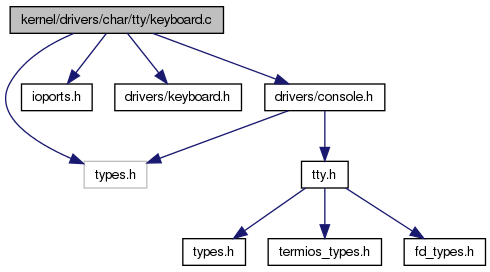 kernel/drivers/char/tty/keyboard.c
ioports.h
drivers/keyboard.h
drivers/console.h
types.h
tty.h
types.h
termios_types.h
fd_types.h